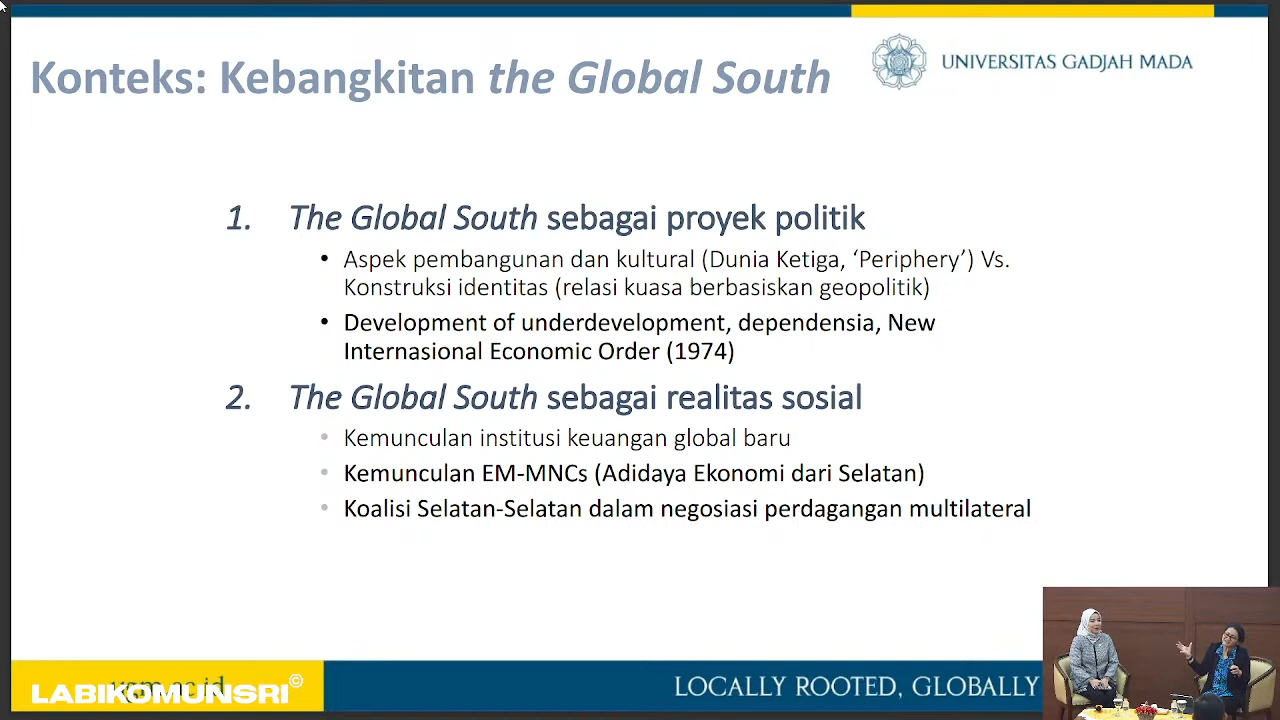 Konteks: Kebangkitan the Global South
UNIVERSITAS GADJAH MADA
1. The Global South sebagai proyek politik
• Aspek pembangunan dan kultural (Dunia Ketiga, ‘Periphery’) Vs.
Konstruksi identitas (relasi kuasa berbasiskan geopolitik)
• Development of underdevelopment, dependensia, New
Internasional Economic Order (1974)
2. The Global South sebagai realitas sosial
• Kemunculan institusi keuangan global baru
• Kemunculan EM-MNCs (Adidaya Ekonomi dari Selatan)
• Koalisi Selatan-Selatan dalam negosiasi perdagangan multilateral
ugm.ac.id
LABIKOMUNSRI©
LOCALLY ROOTED, GLOBALLY